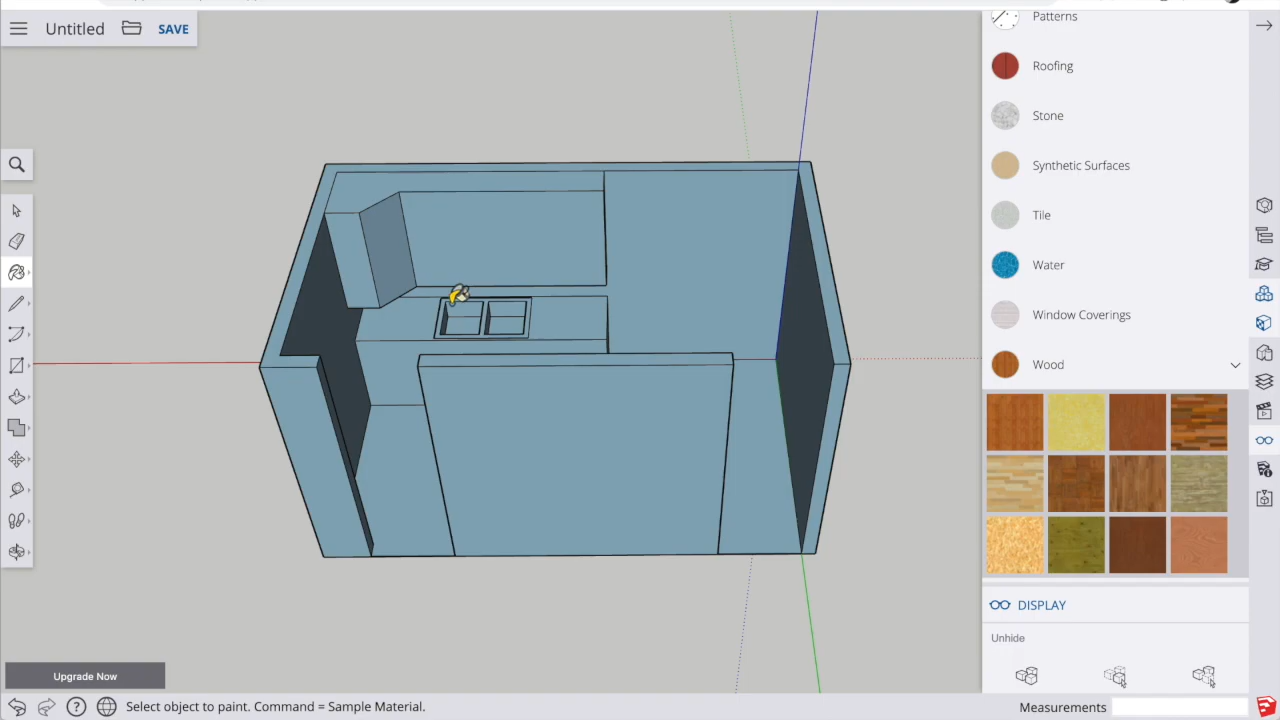 Untitled
SAVE
Patterns
Roofing
Stone
Synthetic Surfaces
Tile
Water
Window Coverings
Wood
DISPLAY
Unhide
Upgrade Now
Select object to paint. Command = Sample Material.
Measurements